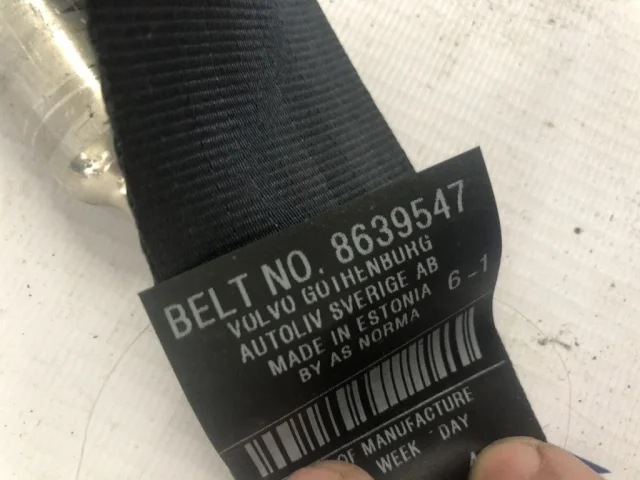 BELT NO. 8639547
VOLVO GOTHENBURG
AUTOLIV SVERIGE AB
MADE IN ESTONIA 6-1
BY AS NORMA
OF MANUFACTURE
WEEK DAY